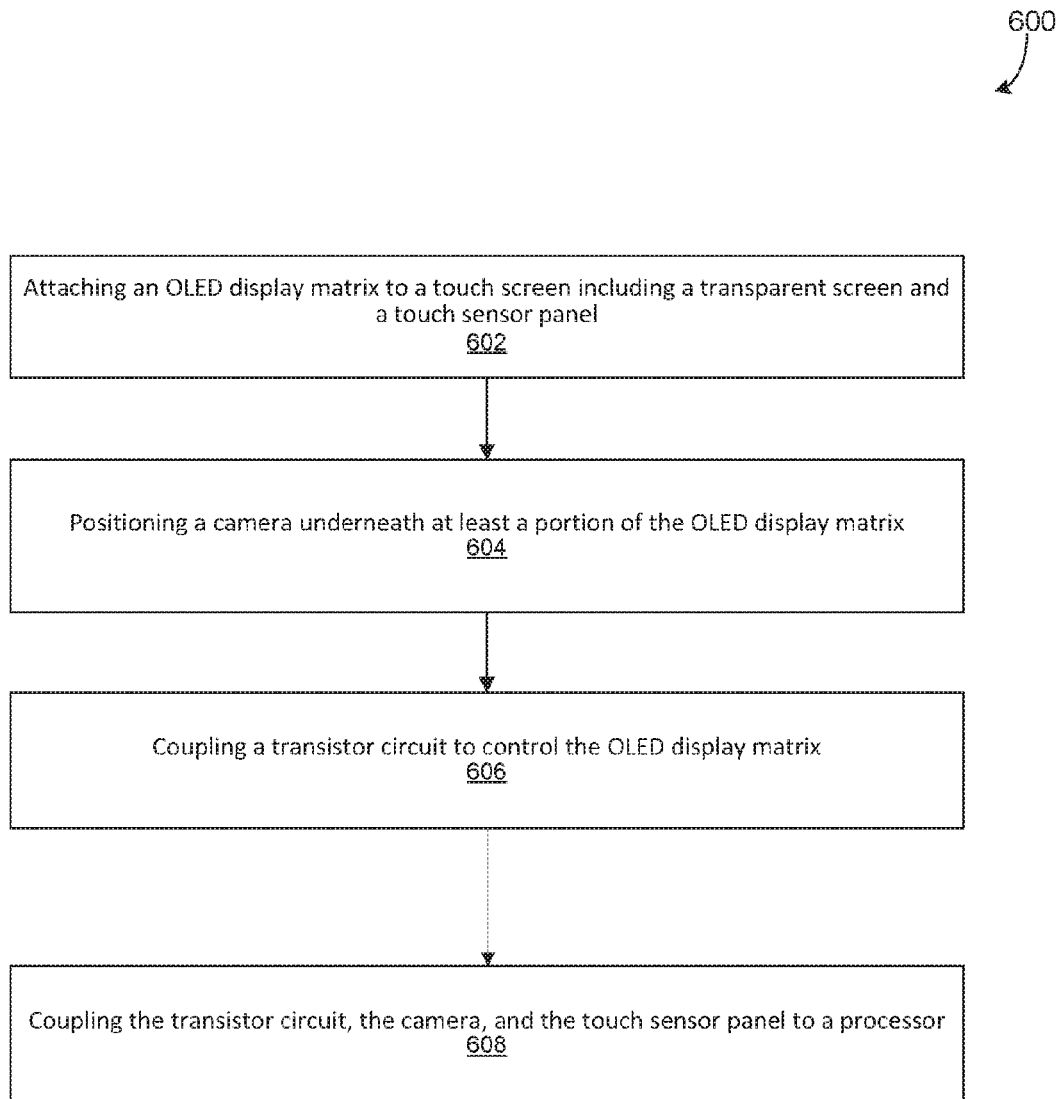 600
Attaching an OLED display matrix to a touch screen including a transparent screen and
a touch sensor panel
602
Positioning a camera underneath at least a portion of the OLED display matrix
604
Coupling a transistor circuit to control the OLED display matrix
606
Coupling the transistor circuit, the camera, and the touch sensor panel to a processor
608